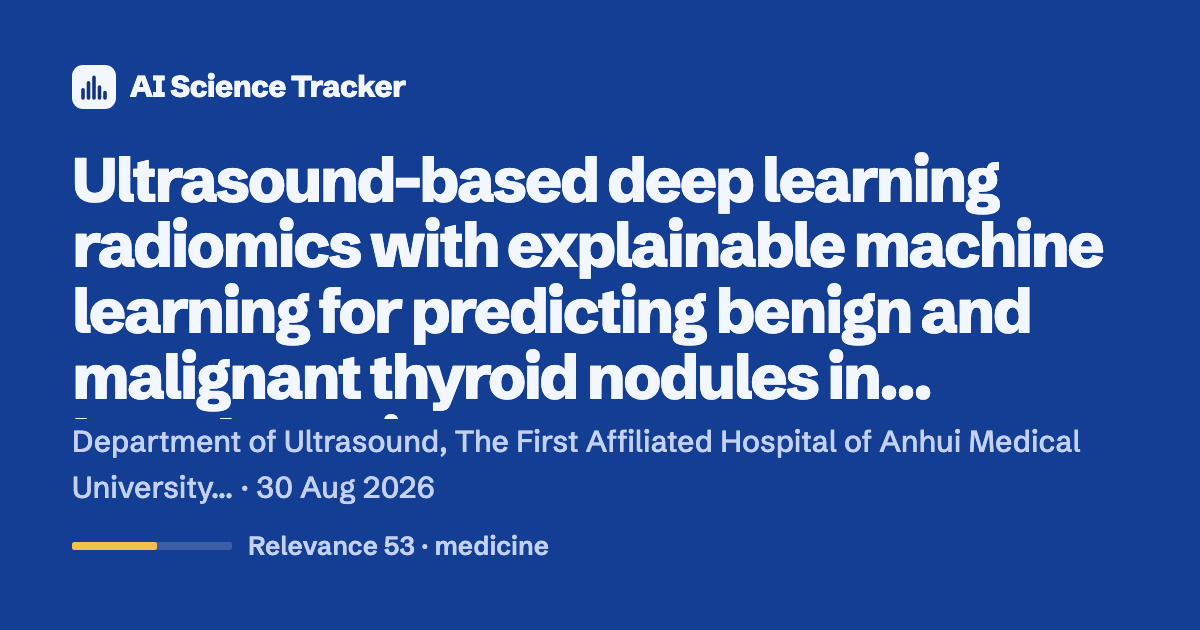 AI Science Tracker
Ultrasound-based deep learning
radiomics with explainable machine
learning for predicting benign and
malignant thyroid nodules in...
Department of Ultrasound, The First Affiliated Hospital of Anhui Medical
University... · 30 Aug 2026
Relevance 53 · medicine